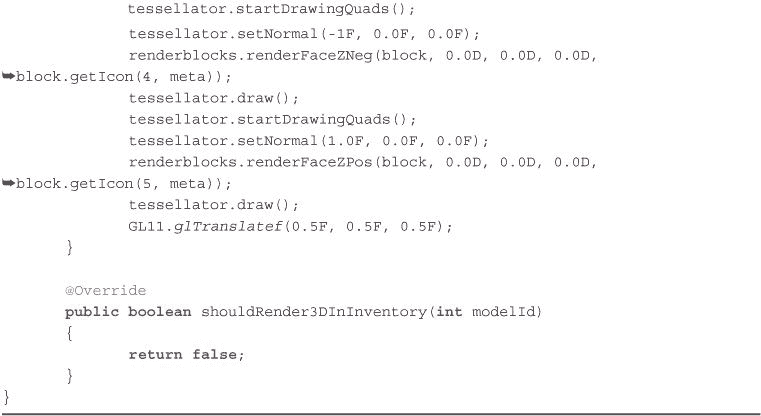 tessellator.startDrawingQuads();
tessellator.setNormal(-1F, 0.0F, 0.0F);
renderblocks.renderFaceZNeg(block, 0.0D, 0.0D, 0.0D,
➥block.getIcon(4, meta));
tessellator.draw();
tessellator.startDrawingQuads();
tessellator.setNormal(1.0F, 0.0F, 0.0F);
renderblocks.renderFaceZPos(block, 0.0D, 0.0D, 0.0D,
➥block.getIcon(5, meta));
tessellator.draw();
GL11.glTranslatef(0.5F, 0.5F, 0.5F);
}
@Override
public boolean shouldRender3DInInventory(int modelId)
{
return false;
}
}